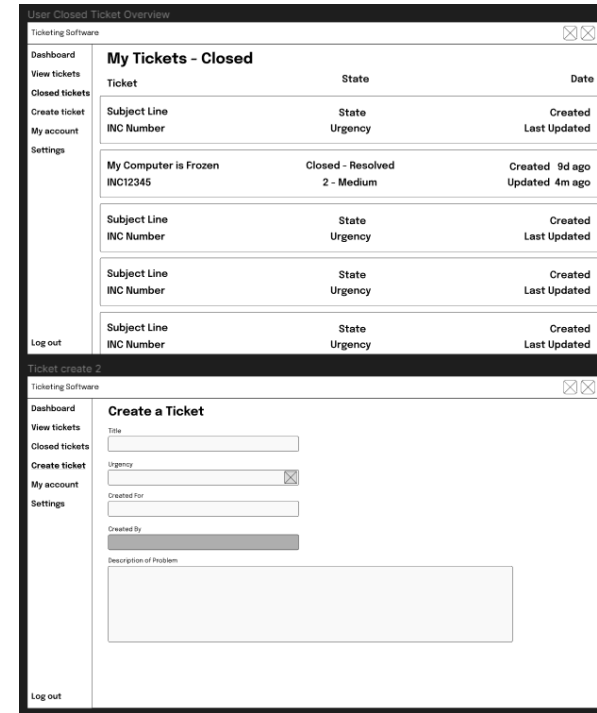 User Closed Ticket Overview
Ticketing Software
Dashboard
View tickets
Closed tickets
Create ticket
My account
Settings
Log out
My Tickets - Closed
Ticket State Date
Subject Line State Created
INC Number Urgency Last Updated
My Computer is Frozen Closed - Resolved Created 9d ago
INC12345 2 - Medium Updated 4m ago
Subject Line State Created
INC Number Urgency Last Updated
Subject Line State Created
INC Number Urgency Last Updated
Subject Line State Created
INC Number Urgency Last Updated
Ticket create 2
Ticketing Software
Dashboard
View tickets
Closed tickets
Create ticket
My account
Settings
Log out
Create a Ticket
Title
Urgency
Created For
Created By
Description of Problem